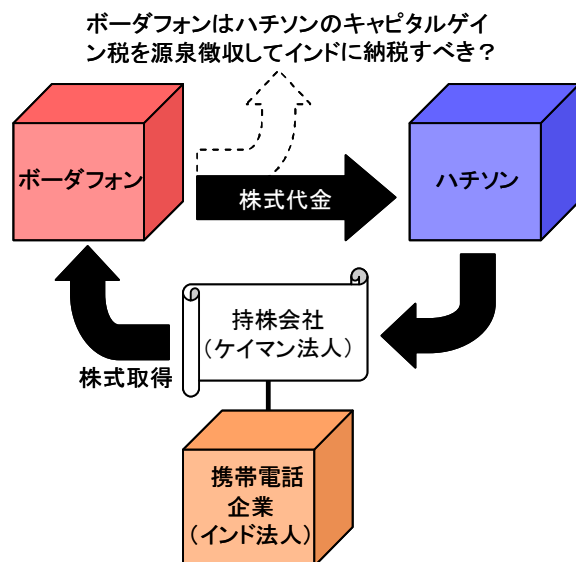 ボーダフォンはハチソンのキャピタルゲイ
ン税を源泉徴収してインドに納税すべき？
ボーダフォン
株式代金
ハチソン
持株会社
（ケイマン法人）
株式取得
携帯電話
企業
（インド法人）